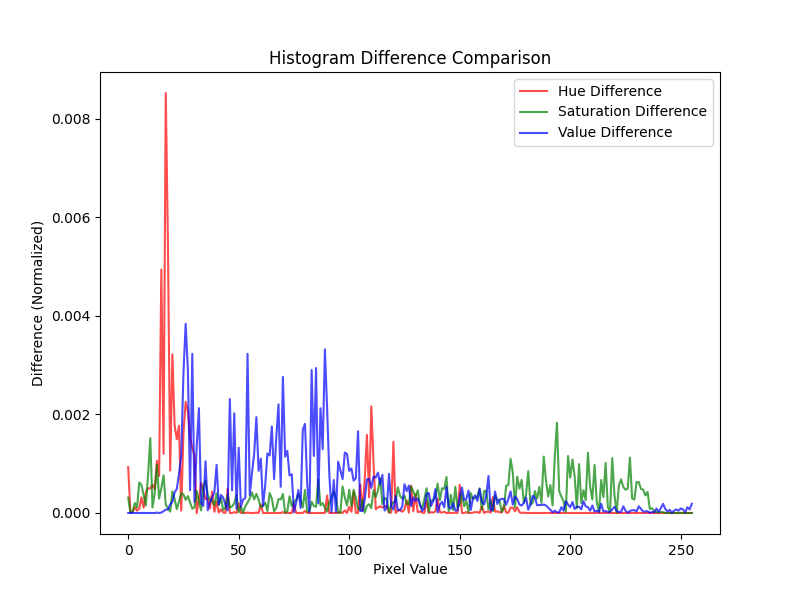 Histogram Difference Comparison
Hue Difference
Saturation Difference
Value Difference
Difference (Normalized)
0.008
0.006
0.004
0.002
0.000
0 50 100 150 200 250
Pixel Value